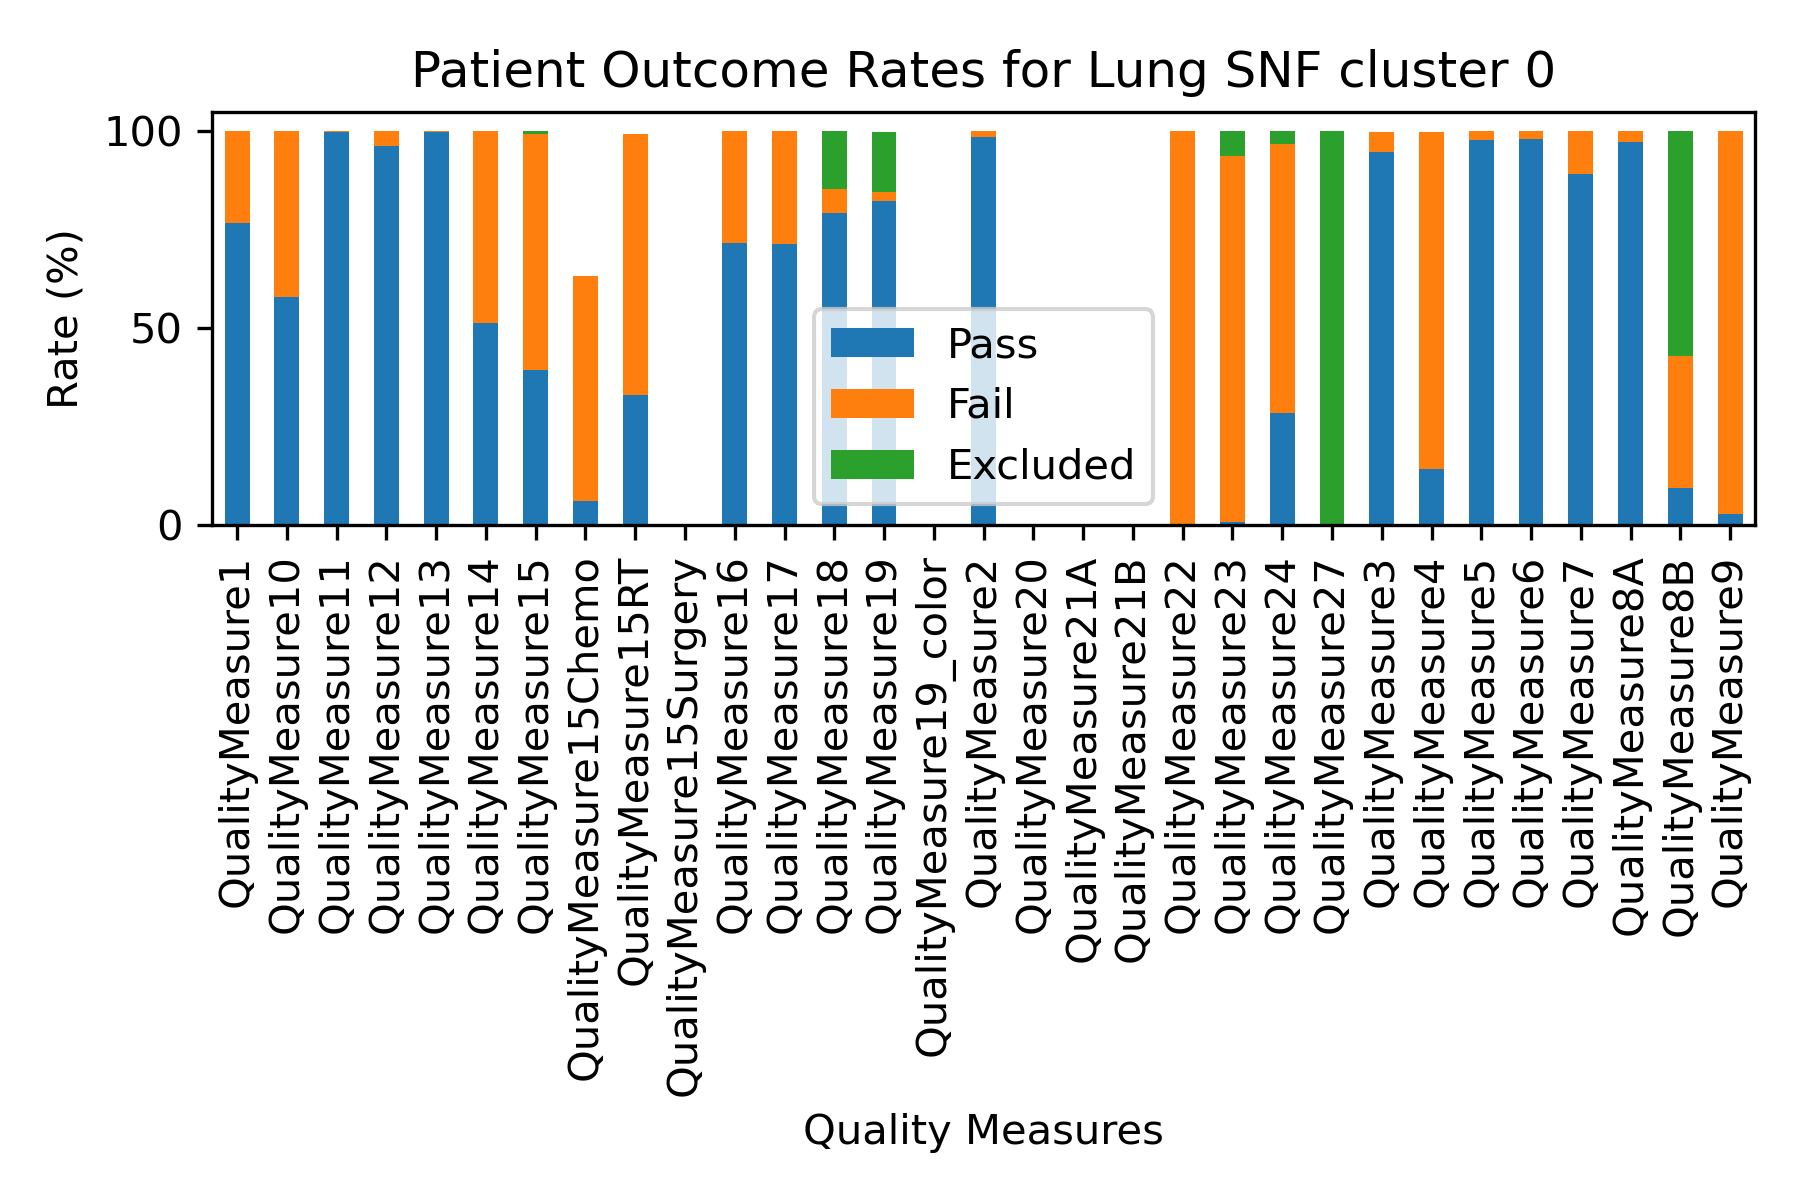 Patient Outcome Rates for Lung SNF cluster 0
Rate (%)
100
50
0
Pass
Fail
Excluded
QualityMeasure1
QualityMeasure10
QualityMeasure11
QualityMeasure12
QualityMeasure13
QualityMeasure14
QualityMeasure15
QualityMeasure15Chemo
QualityMeasure15RT
QualityMeasure15Surgery
QualityMeasure16
QualityMeasure17
QualityMeasure18
QualityMeasure19
QualityMeasure19_color
QualityMeasure2
QualityMeasure20
QualityMeasure21A
QualityMeasure21B
QualityMeasure22
QualityMeasure23
QualityMeasure24
QualityMeasure27
QualityMeasure3
QualityMeasure4
QualityMeasure5
QualityMeasure6
QualityMeasure7
QualityMeasure8A
QualityMeasure8B
QualityMeasure9
Quality Measures